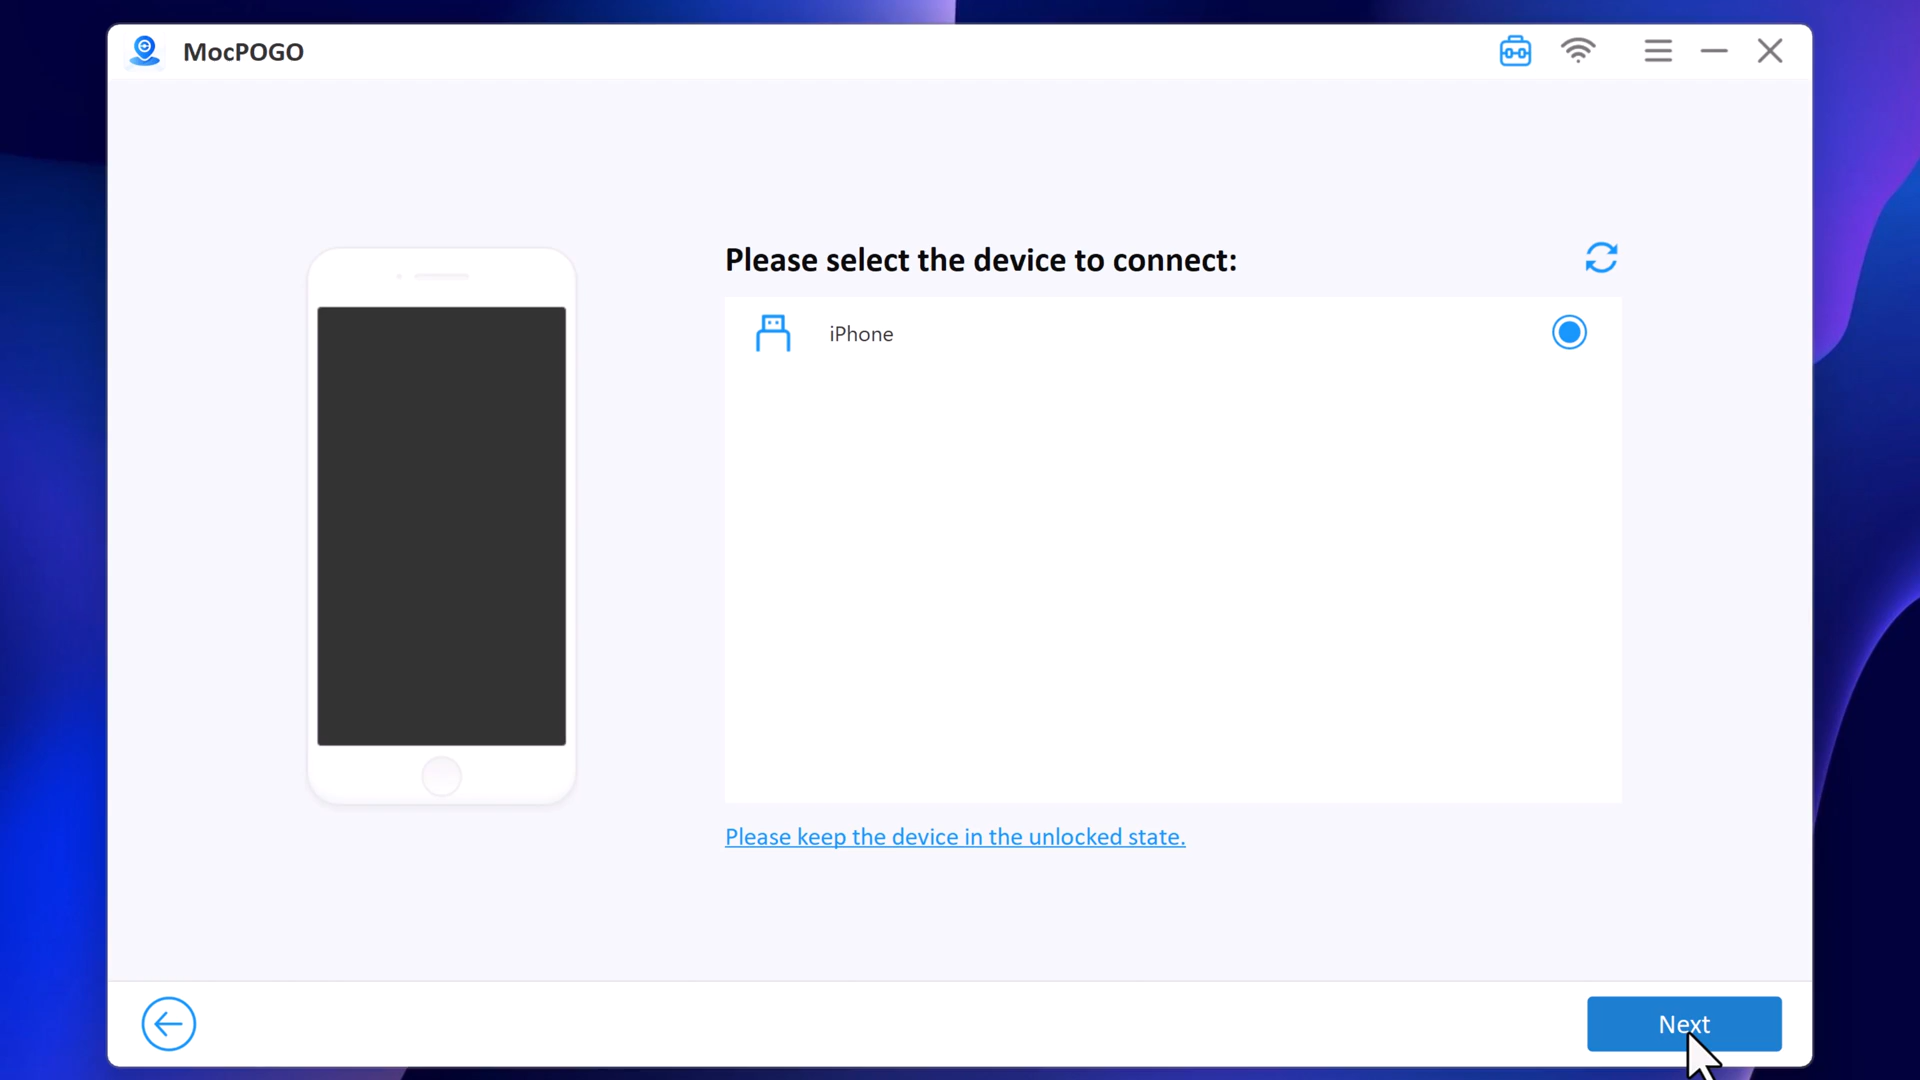 MocPOGO
Please select the device to connect:
iPhone
Please keep the device in the unlocked state.
Next